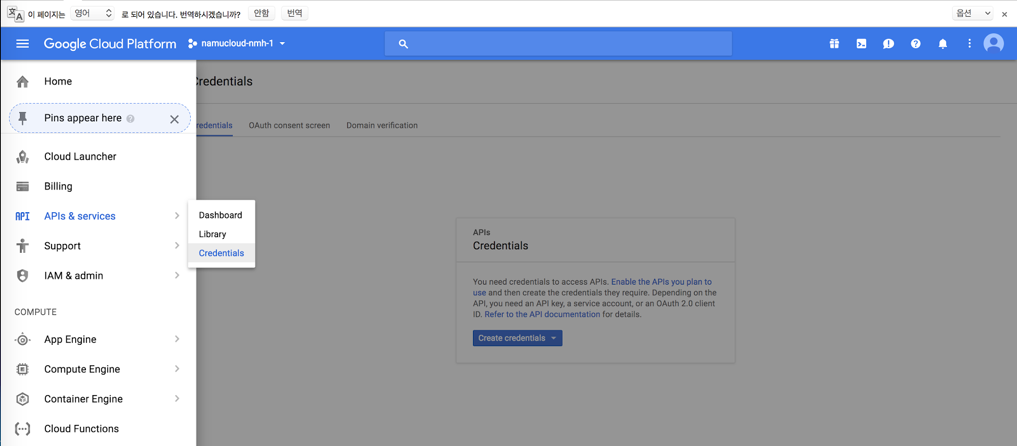 이 페이지는 영어 로 되어 있습니다. 번역하시겠습니까? 안함 번역 옵션
Google Cloud Platform namucloud-nmh-1
Home
Pins appear here
Cloud Launcher
Billing
APIs & services
Support
IAM & admin
COMPUTE
App Engine
Compute Engine
Container Engine
Cloud Functions
Dashboard
Library
Credentials
Credentials
redentials OAuth consent screen Domain verification
APIs
Credentials
You need credentials to access APIs. Enable the APIs you plan to
use and then create the credentials they require. Depending on the
API, you need an API key, a service account, or an OAuth 2.0 client
ID. Refer to the API documentation for details.
Create credentials